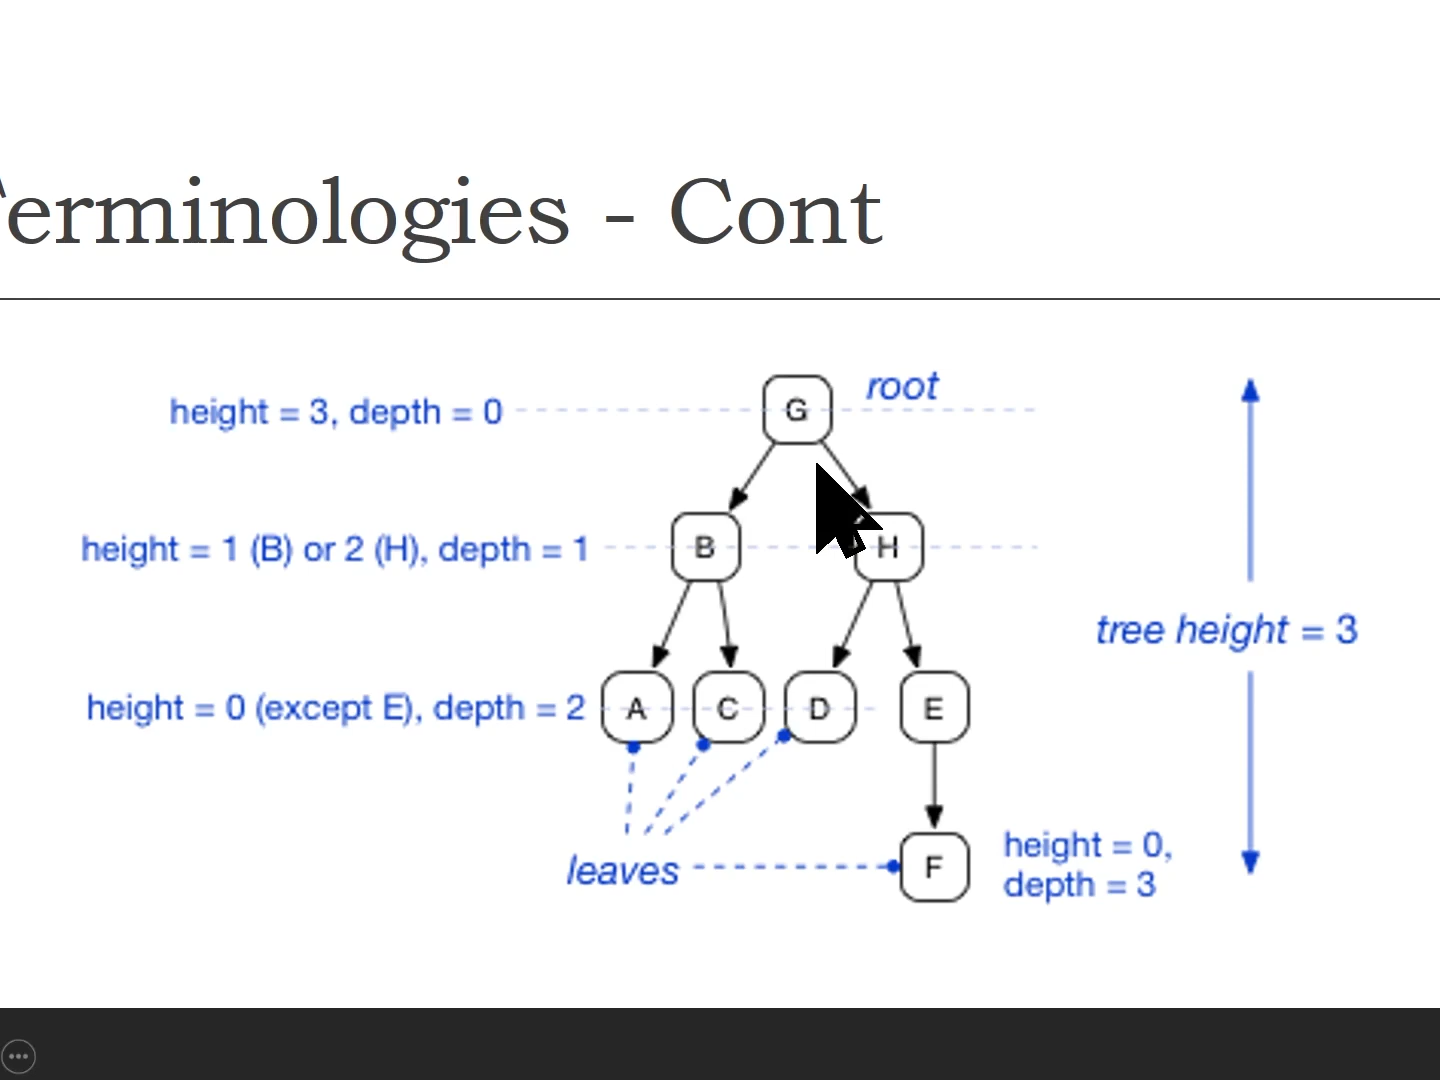 erminologies - Cont
root
height = 3, depth = 0
G
height = 1 (B) or 2 (H), depth = 1
B
H
tree height = 3
height = 0 (except E), depth = 2
A
C
D
E
leaves
F
height = 0,
depth = 3